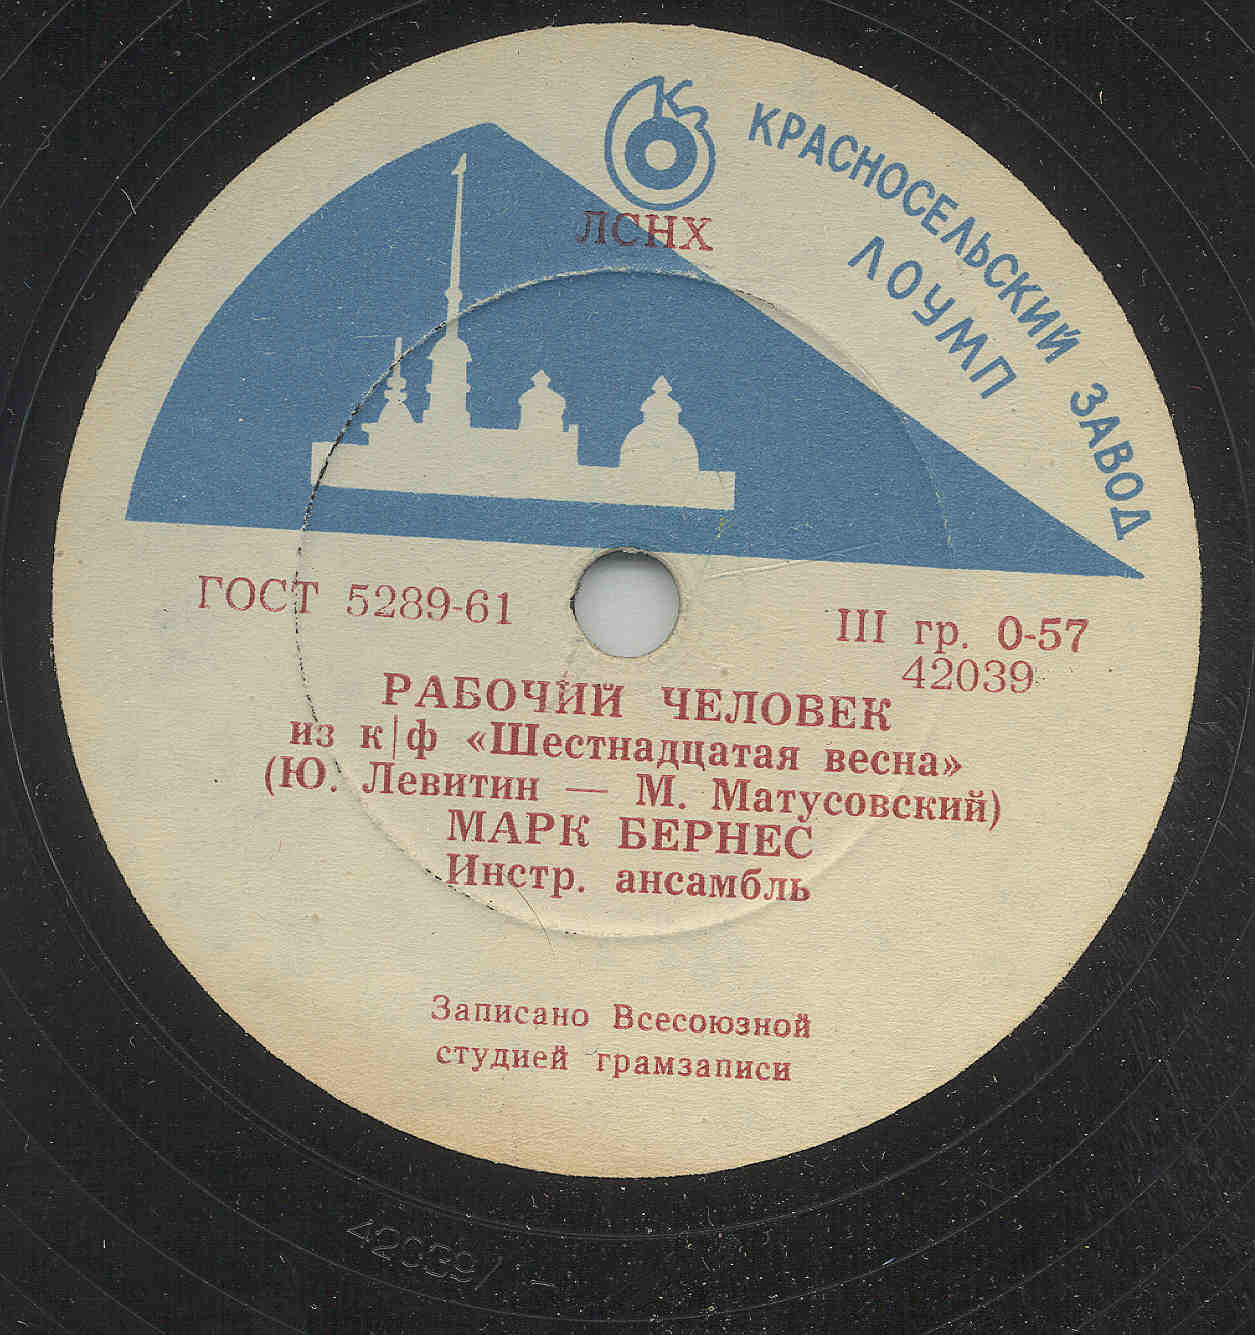 КРАСНОСЕЛЬСКИЙ ЗАВОД
ЛОУМП
ЛСНХ
ГОСТ 5289-61
III гр. 0-57
42039
РАБОЧИЙ ЧЕЛОВЕК
из к|ф «Шестнадцатая весна»
(Ю. Левитин — М. Матусовский)
МАРК БЕРНЕС
Инстр. ансамбль
Записано Всесоюзной
студией грамзаписи
42039/